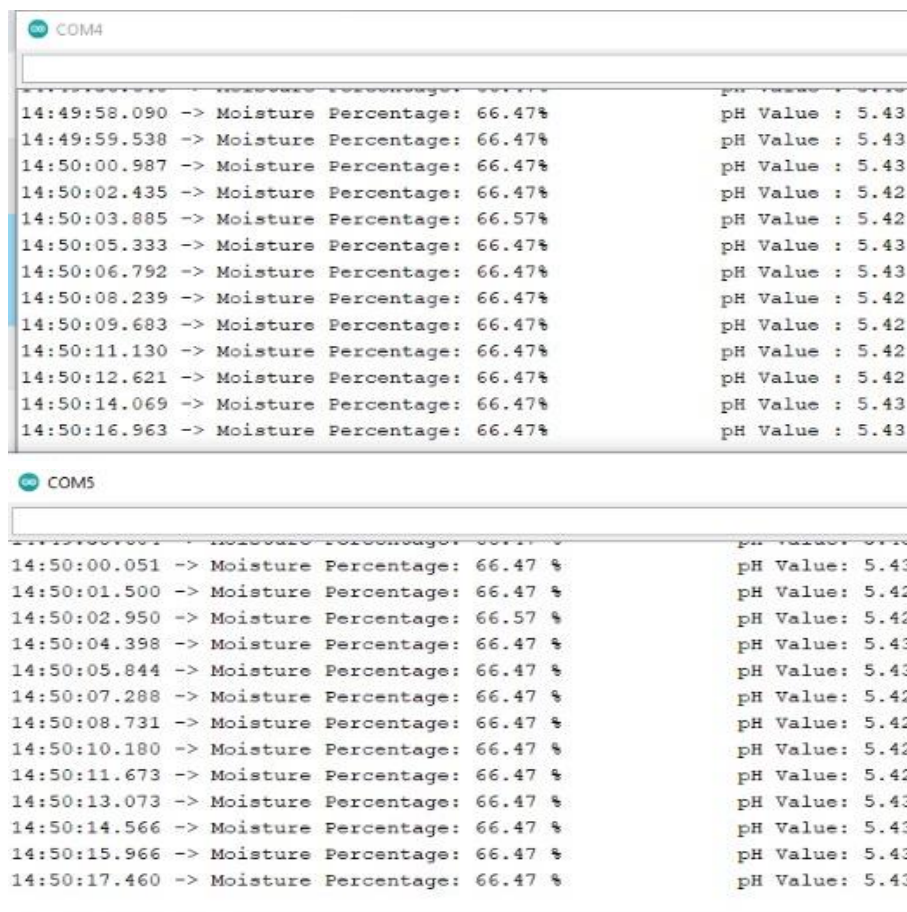 COM4
14:49:58.090 -> Moisture Percentage: 66.47% pH Value : 5.43
14:49:59.538 -> Moisture Percentage: 66.47% pH Value : 5.43
14:50:00.987 -> Moisture Percentage: 66.47% pH Value : 5.43
14:50:02.435 -> Moisture Percentage: 66.47% pH Value : 5.42
14:50:03.885 -> Moisture Percentage: 66.57% pH Value : 5.42
14:50:05.333 -> Moisture Percentage: 66.47% pH Value : 5.43
14:50:06.792 -> Moisture Percentage: 66.47% pH Value : 5.43
14:50:08.239 -> Moisture Percentage: 66.47% pH Value : 5.42
14:50:09.683 -> Moisture Percentage: 66.47% pH Value : 5.42
14:50:11.130 -> Moisture Percentage: 66.47% pH Value : 5.42
14:50:12.621 -> Moisture Percentage: 66.47% pH Value : 5.42
14:50:14.069 -> Moisture Percentage: 66.47% pH Value : 5.43
14:50:16.963 -> Moisture Percentage: 66.47% pH Value : 5.43
COM5
14:50:00.051 -> Moisture Percentage: 66.47 % pH Value: 5.43
14:50:01.500 -> Moisture Percentage: 66.47 % pH Value: 5.42
14:50:02.950 -> Moisture Percentage: 66.57 % pH Value: 5.42
14:50:04.398 -> Moisture Percentage: 66.47 % pH Value: 5.43
14:50:05.844 -> Moisture Percentage: 66.47 % pH Value: 5.43
14:50:07.288 -> Moisture Percentage: 66.47 % pH Value: 5.42
14:50:08.731 -> Moisture Percentage: 66.47 % pH Value: 5.42
14:50:10.180 -> Moisture Percentage: 66.47 % pH Value: 5.42
14:50:11.673 -> Moisture Percentage: 66.47 % pH Value: 5.42
14:50:13.073 -> Moisture Percentage: 66.47 % pH Value: 5.43
14:50:14.566 -> Moisture Percentage: 66.47 % pH Value: 5.43
14:50:15.966 -> Moisture Percentage: 66.47 % pH Value: 5.43
14:50:17.460 -> Moisture Percentage: 66.47 % pH Value: 5.43